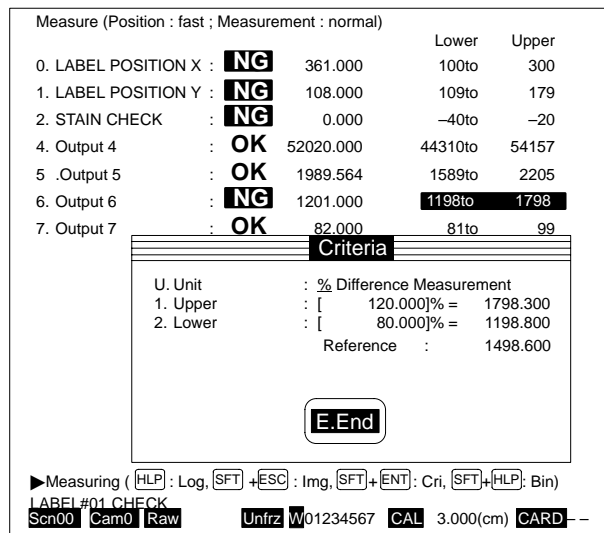 Measure (Position : fast ; Measurement : normal)
Lower Upper
0. LABEL POSITION X : NG 361.000 100to 300
1. LABEL POSITION Y : NG 108.000 109to 179
2. STAIN CHECK : NG 0.000 –40to –20
4. Output 4 : OK 52020.000 44310to 54157
5 .Output 5 : OK 1989.564 1589to 2205
6. Output 6 : NG 1201.000 1198to 1798
7. Output 7 : OK 82.000 81to 99
Criteria
U. Unit : % Difference Measurement
1. Upper : [ 120.000]% = 1798.300
2. Lower : [ 80.000]% = 1198.800
Reference : 1498.600
E.End
▶Measuring ( HLP : Log, SFT +ESC : Img, SFT+ENT: Cri, SFT+HLP: Bin)
LABEL#01 CHECK
Scn00 Cam0 Raw Unfrz W01234567 CAL 3.000(cm) CARD– –